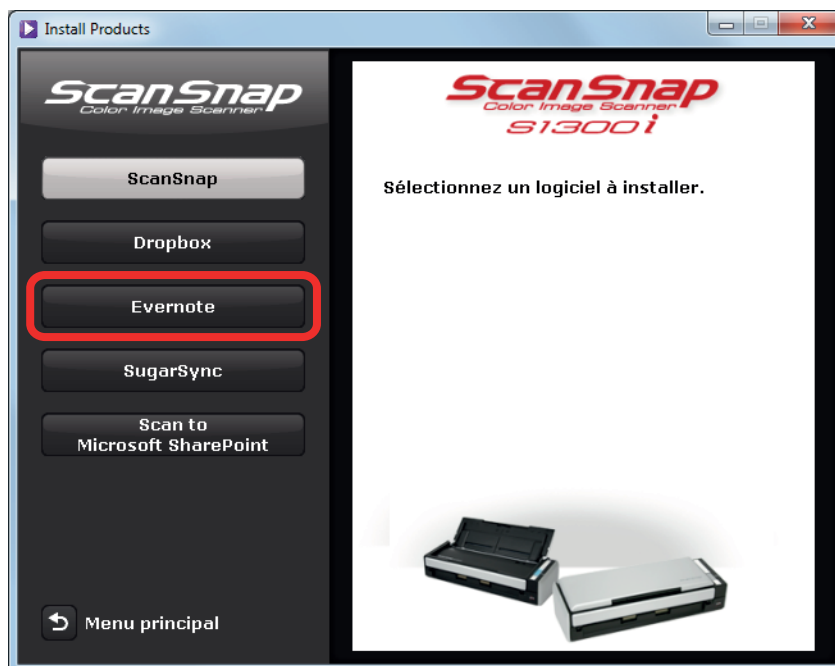 Install Products
ScanSnap
Color Image Scanner
ScanSnap
Dropbox
Evernote
SugarSync
Scan to
Microsoft SharePoint
Menu principal
ScanSnap
Color Image Scanner
S1300i
Sélectionnez un logiciel à installer.